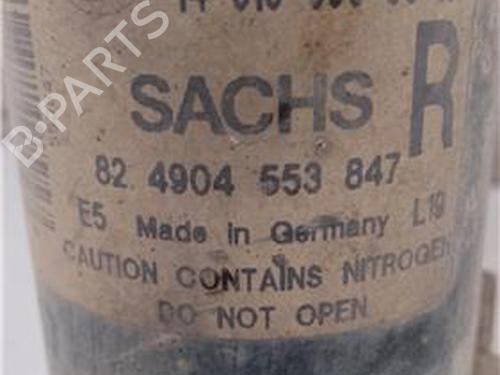 B-PARTS
SACHS R
82 4904 553 847
E5 Made in Germany L19
CAUTION CONTAINS NITROGEN
DO NOT OPEN